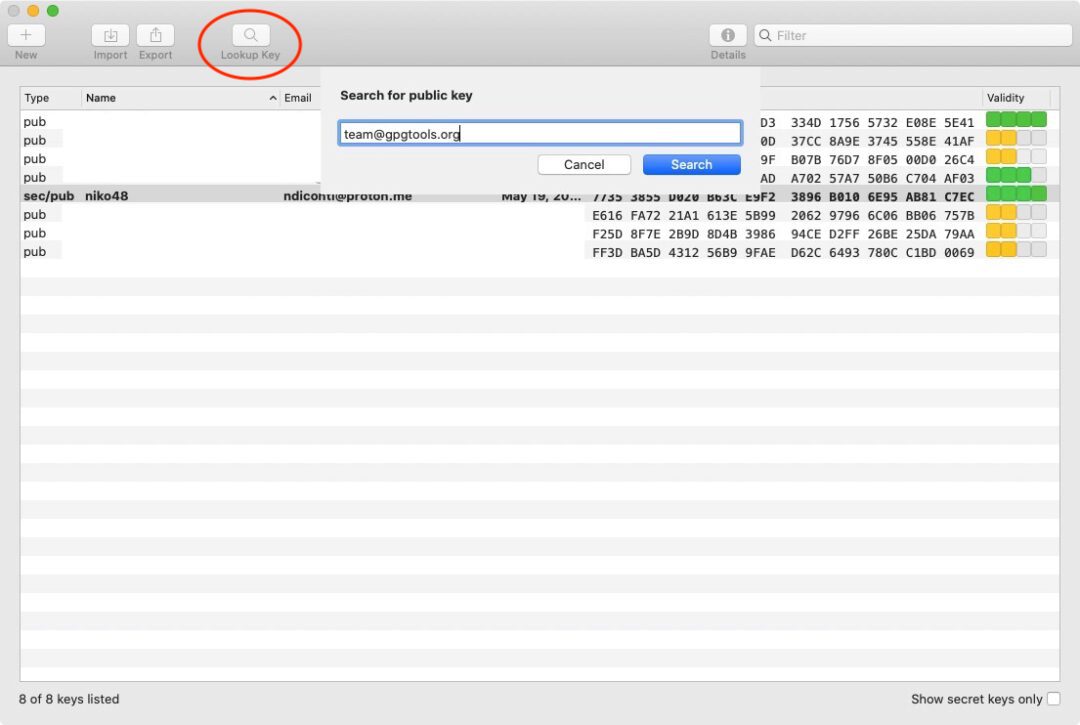 New
Import
Export
Lookup Key
Details
Filter
Search for public key
team@gpgtools.org
Cancel
Search
Type Name Email Validity
pub D3 334D 1756 5732 E08E 5E41
pub 0D 37CC 8A9E 3745 558E 41AF
pub 9F B07B 76D7 8F05 00D0 26C4
pub AD A702 57A7 50B6 C704 AF03
sec/pub niko48 ndiconti@proton.me May 19, 20... 7735 3855 D020 B63C E9F2 3896 B010 6E95 AB81 C7EC
pub E616 FA72 21A1 613E 5B99 2062 9796 6C06 BB06 757B
pub F25D 8F7E 2B9D 8D4B 3986 94CE D2FF 26BE 25DA 79AA
pub FF3D BA5D 4312 56B9 9FAE D62C 6493 780C C1BD 0069
8 of 8 keys listed
Show secret keys only